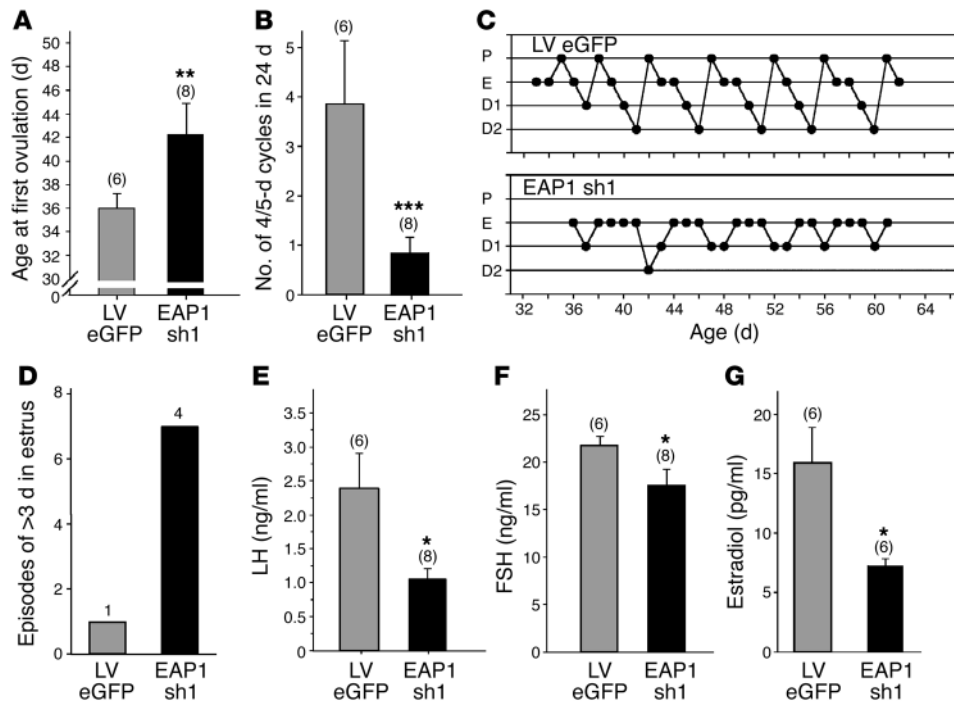 A
Age at first ovulation (d)
50
48
46
44
42
40
38
36
34
32
30
0
(6)
**
(8)
LV
eGFP
EAP1
sh1
B
No. of 4/5-d cycles in 24 d
5
4
3
2
1
0
(6)
***
(8)
LV
eGFP
EAP1
sh1
C
LV eGFP
P
E
D1
D2
EAP1 sh1
P
E
D1
D2
32 36 40 44 48 52 56 60 64
Age (d)
D
Episodes of >3 d in estrus
8
6
4
2
0
1
4
LV
eGFP
EAP1
sh1
E
LH (ng/ml)
3.5
3.0
2.5
2.0
1.5
1.0
0.5
0
(6)
*
(8)
LV
eGFP
EAP1
sh1
F
FSH (ng/ml)
25
20
15
10
5
0
(6)
*
(8)
LV
eGFP
EAP1
sh1
G
Estradiol (pg/ml)
20
15
10
5
0
(6)
*
(6)
LV
eGFP
EAP1
sh1